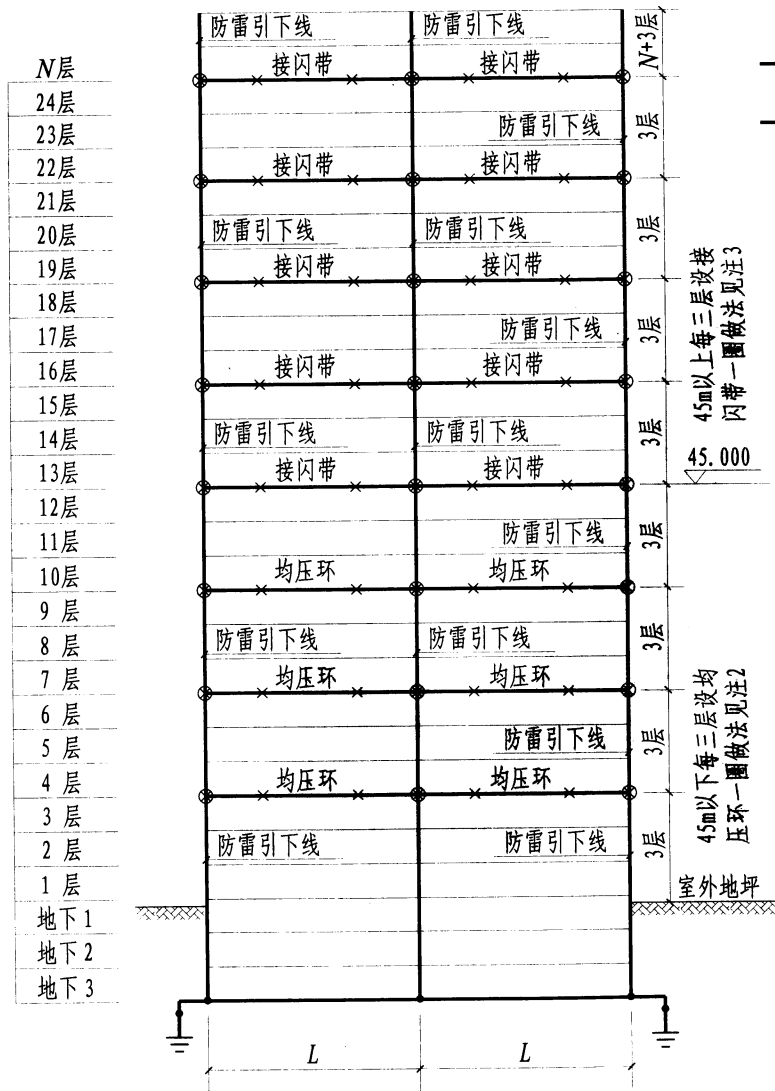 防雷引下线 防雷引下线
N+3层
N层 接闪带 接闪带
24层
3层
23层 防雷引下线
22层 接闪带 接闪带
21层
20层 防雷引下线 防雷引下线
3层
19层 接闪带 接闪带
18层
17层 防雷引下线
3层
16层 接闪带 接闪带
15层
14层 防雷引下线 防雷引下线
3层
13层 接闪带 接闪带
45m以上每三层设接
闪带一圈做法见注3
45.000
12层
11层 防雷引下线
3层
10层 均压环 均压环
9 层
8 层 防雷引下线 防雷引下线
3层
7 层 均压环 均压环
6 层
5 层 防雷引下线
3层
4 层 均压环 均压环
45m以下每三层设均
压环一圈做法见注2
3 层
2 层 防雷引下线 防雷引下线
3层
1 层
室外地坪
地下1
地下2
地下3
L L